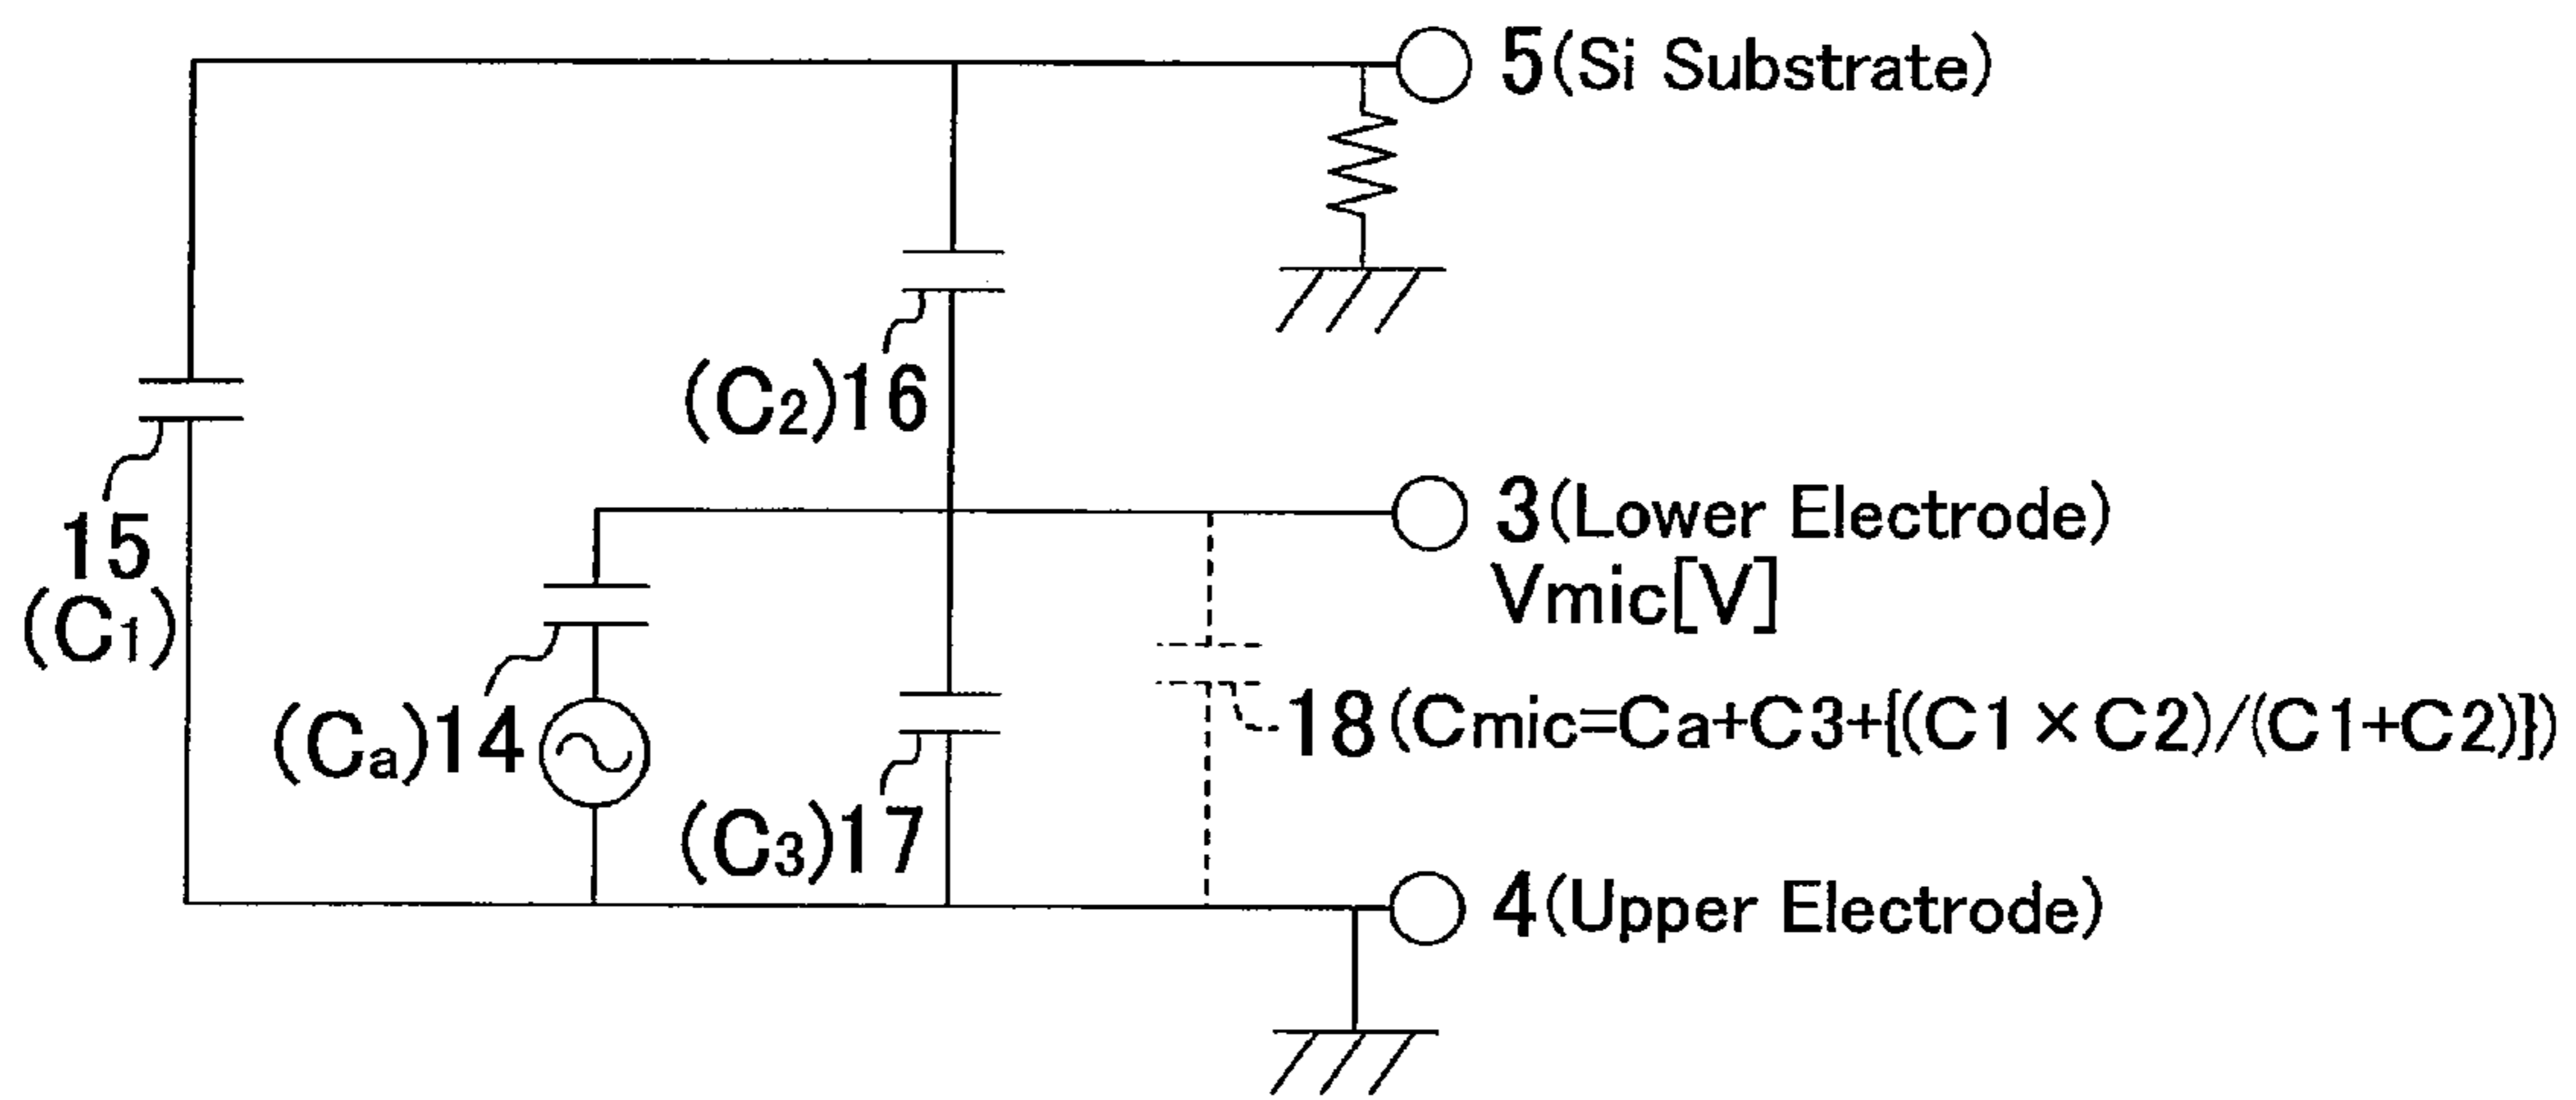 5(Si Substrate)
(C2)16
15
(C1)
3(Lower Electrode)
Vmic[V]
(Ca)14
18(Cmic=Ca+C3+{(C1×C2)/(C1+C2)})
(C3)17
4(Upper Electrode)